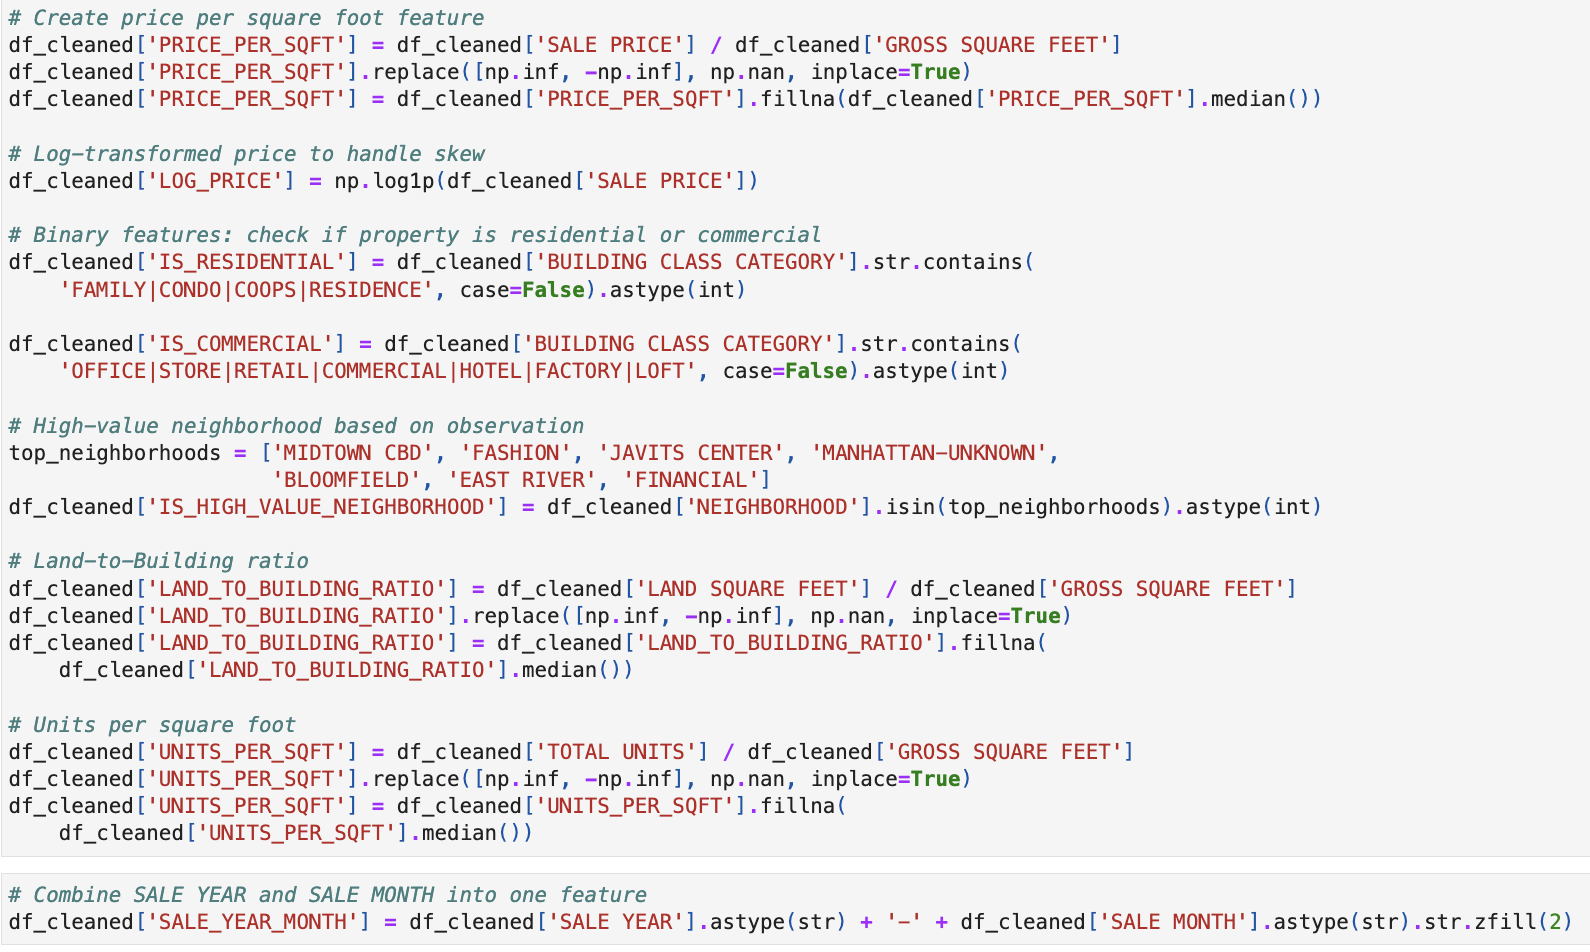 # Create price per square foot feature
df_cleaned['PRICE_PER_SQFT'] = df_cleaned['SALE PRICE'] / df_cleaned['GROSS SQUARE FEET']
df_cleaned['PRICE_PER_SQFT'].replace([np.inf, -np.inf], np.nan, inplace=True)
df_cleaned['PRICE_PER_SQFT'] = df_cleaned['PRICE_PER_SQFT'].fillna(df_cleaned['PRICE_PER_SQFT'].median())

# Log-transformed price to handle skew
df_cleaned['LOG_PRICE'] = np.log1p(df_cleaned['SALE PRICE'])

# Binary features: check if property is residential or commercial
df_cleaned['IS_RESIDENTIAL'] = df_cleaned['BUILDING CLASS CATEGORY'].str.contains(
    'FAMILY|CONDO|COOPS|RESIDENCE', case=False).astype(int)

df_cleaned['IS_COMMERCIAL'] = df_cleaned['BUILDING CLASS CATEGORY'].str.contains(
    'OFFICE|STORE|RETAIL|COMMERCIAL|HOTEL|FACTORY|LOFT', case=False).astype(int)

# High-value neighborhood based on observation
top_neighborhoods = ['MIDTOWN CBD', 'FASHION', 'JAVITS CENTER', 'MANHATTAN-UNKNOWN',
                     'BLOOMFIELD', 'EAST RIVER', 'FINANCIAL']
df_cleaned['IS_HIGH_VALUE_NEIGHBORHOOD'] = df_cleaned['NEIGHBORHOOD'].isin(top_neighborhoods).astype(int)

# Land-to-Building ratio
df_cleaned['LAND_TO_BUILDING_RATIO'] = df_cleaned['LAND SQUARE FEET'] / df_cleaned['GROSS SQUARE FEET']
df_cleaned['LAND_TO_BUILDING_RATIO'].replace([np.inf, -np.inf], np.nan, inplace=True)
df_cleaned['LAND_TO_BUILDING_RATIO'] = df_cleaned['LAND_TO_BUILDING_RATIO'].fillna(
    df_cleaned['LAND_TO_BUILDING_RATIO'].median())

# Units per square foot
df_cleaned['UNITS_PER_SQFT'] = df_cleaned['TOTAL UNITS'] / df_cleaned['GROSS SQUARE FEET']
df_cleaned['UNITS_PER_SQFT'].replace([np.inf, -np.inf], np.nan, inplace=True)
df_cleaned['UNITS_PER_SQFT'] = df_cleaned['UNITS_PER_SQFT'].fillna(
    df_cleaned['UNITS_PER_SQFT'].median())

# Combine SALE YEAR and SALE MONTH into one feature
df_cleaned['SALE_YEAR_MONTH'] = df_cleaned['SALE YEAR'].astype(str) + '-' + df_cleaned['SALE MONTH'].astype(str).str.zfill(2)